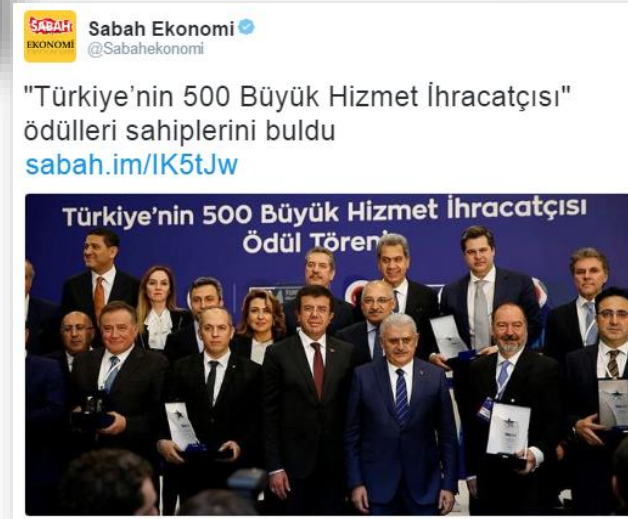 SABAH
EKONOMİ
Sabah Ekonomi
@Sabahekonomi
"Türkiye’nin 500 Büyük Hizmet İhracatçısı"
ödülleri sahiplerini buldu
sabah.im/IK5tJw
Türkiye’nin 500 Büyük Hizmet İhracatçısı
Ödül Töreni